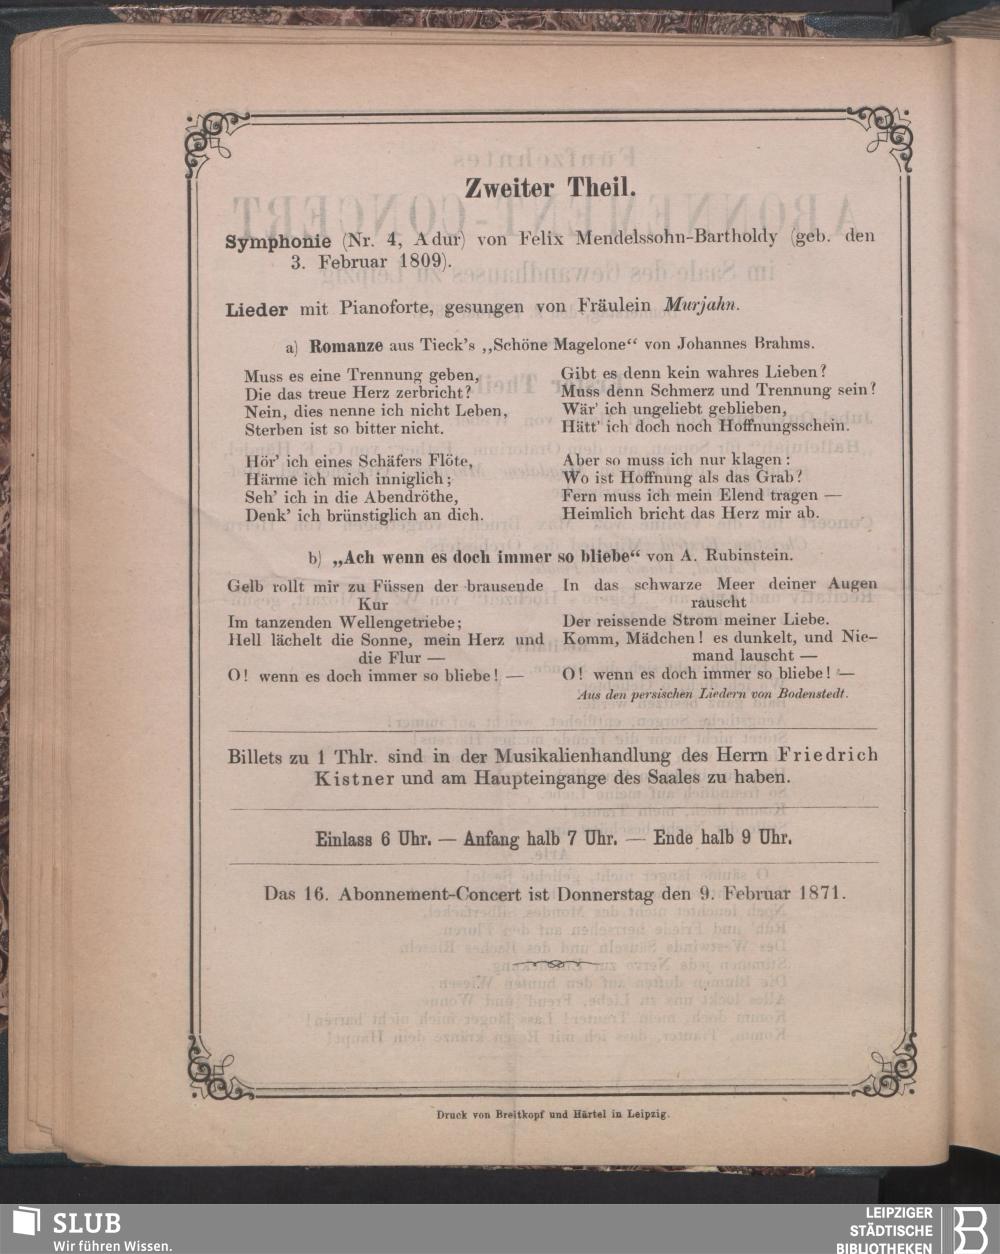 Zweiter Theil.
Symphonie (Nr. 4, A dur) von Felix Mendelssohn-Bartholdy (geb. den
3. Februar 1809).
Lieder mit Pianoforte, gesungen von Fräulein Murjahn.
a) Romanze aus Tieck's „Schöne Magelone“ von Johannes Brahms.
Muss es eine Trennung geben,
Die das treue Herz zerbricht?
Nein, dies nenne ich nicht Leben,
Sterben ist so bitter nicht.
Hör' ich eines Schäfers Flöte,
Härme ich mich inniglich;
Seh' ich in die Abendröthe,
Denk' ich brünstiglich an dich.
Gibt es denn kein wahres Lieben?
Muss denn Schmerz und Trennung sein?
Wär' ich ungeliebt geblieben,
Hätt' ich doch noch Hoffnungsschein.
Aber so muss ich nur klagen:
Wo ist Hoffnung als das Grab?
Fern muss ich mein Elend tragen —
Heimlich bricht das Herz mir ab.
b) „Ach wenn es doch immer so bliebe“ von A. Rubinstein.
Gelb rollt mir zu Füssen der brausende
Kur
Im tanzenden Wellengetriebe;
Hell lächelt die Sonne, mein Herz und
die Flur —
O! wenn es doch immer so bliebe! —
In das schwarze Meer deiner Augen
rauscht
Der reissende Strom meiner Liebe.
Komm, Mädchen! es dunkelt, und Nie-
mand lauscht —
O! wenn es doch immer so bliebe! —
Aus den persischen Liedern von Bodenstedt.
Billets zu 1 Thlr. sind in der Musikalienhandlung des Herrn Friedrich
Kistner und am Haupteingange des Saales zu haben.
Einlass 6 Uhr. — Anfang halb 7 Uhr. — Ende halb 9 Uhr.
Das 16. Abonnement-Concert ist Donnerstag den 9. Februar 1871.
Druck von Breitkopf und Härtel in Leipzig.
SLUB
Wir führen Wissen.
LEIPZIGER
STÄDTISCHE
BIBLIOTHEKEN